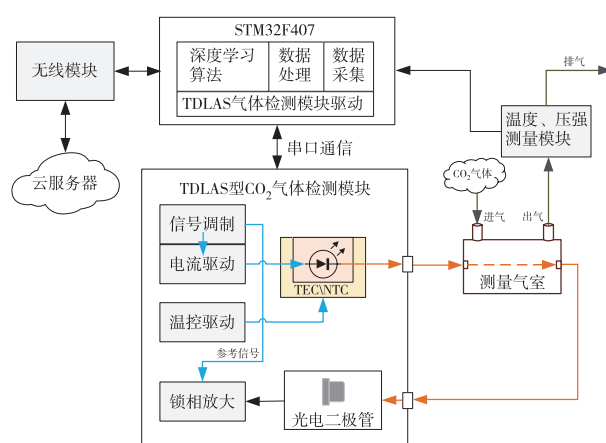 STM32F407
深度学习
算法
数据
处理
数据
采集
TDLAS气体检测模块驱动
无线模块
云服务器
串口通信
排气
温度、压强
测量模块
CO₂气体
进气
出气
测量气室
TDLAS型CO₂气体检测模块
信号调制
电流驱动
TEC\NTC
温控驱动
参考信号
锁相放大
光电二极管